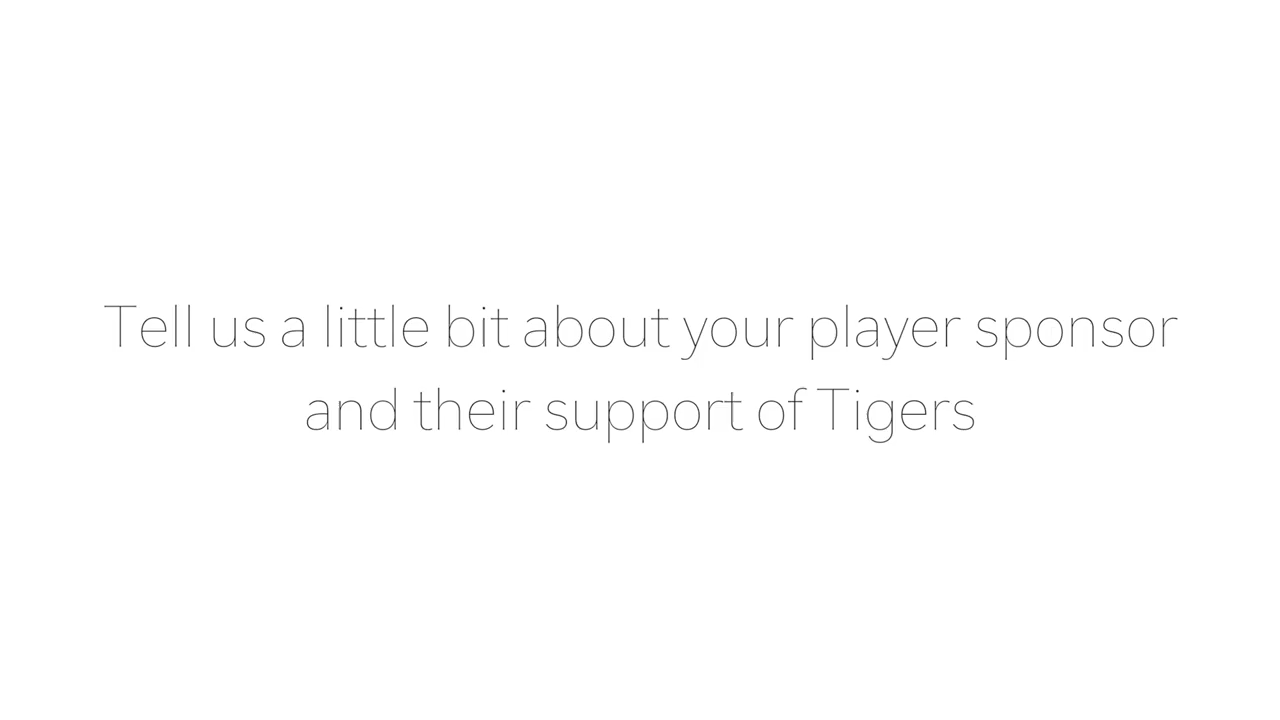 Tell us a little bit about your player sponsor
and their support of Tigers